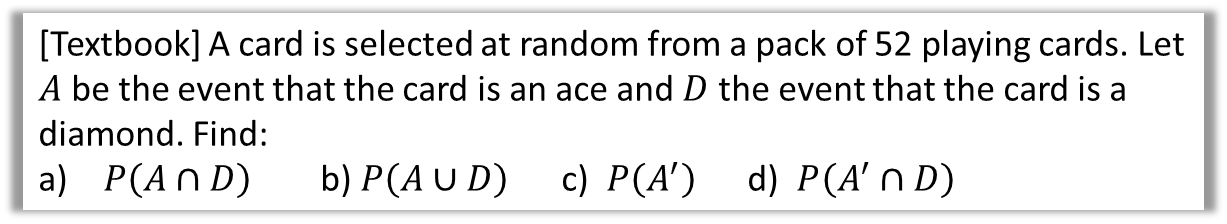 [Textbook] A card is selected at random from a pack of 52 playing cards. Let
A be the event that the card is an ace and D the event that the card is a
diamond. Find:
a) P(A ∩ D) b) P(A ∪ D) c) P(A′) d) P(A′ ∩ D)